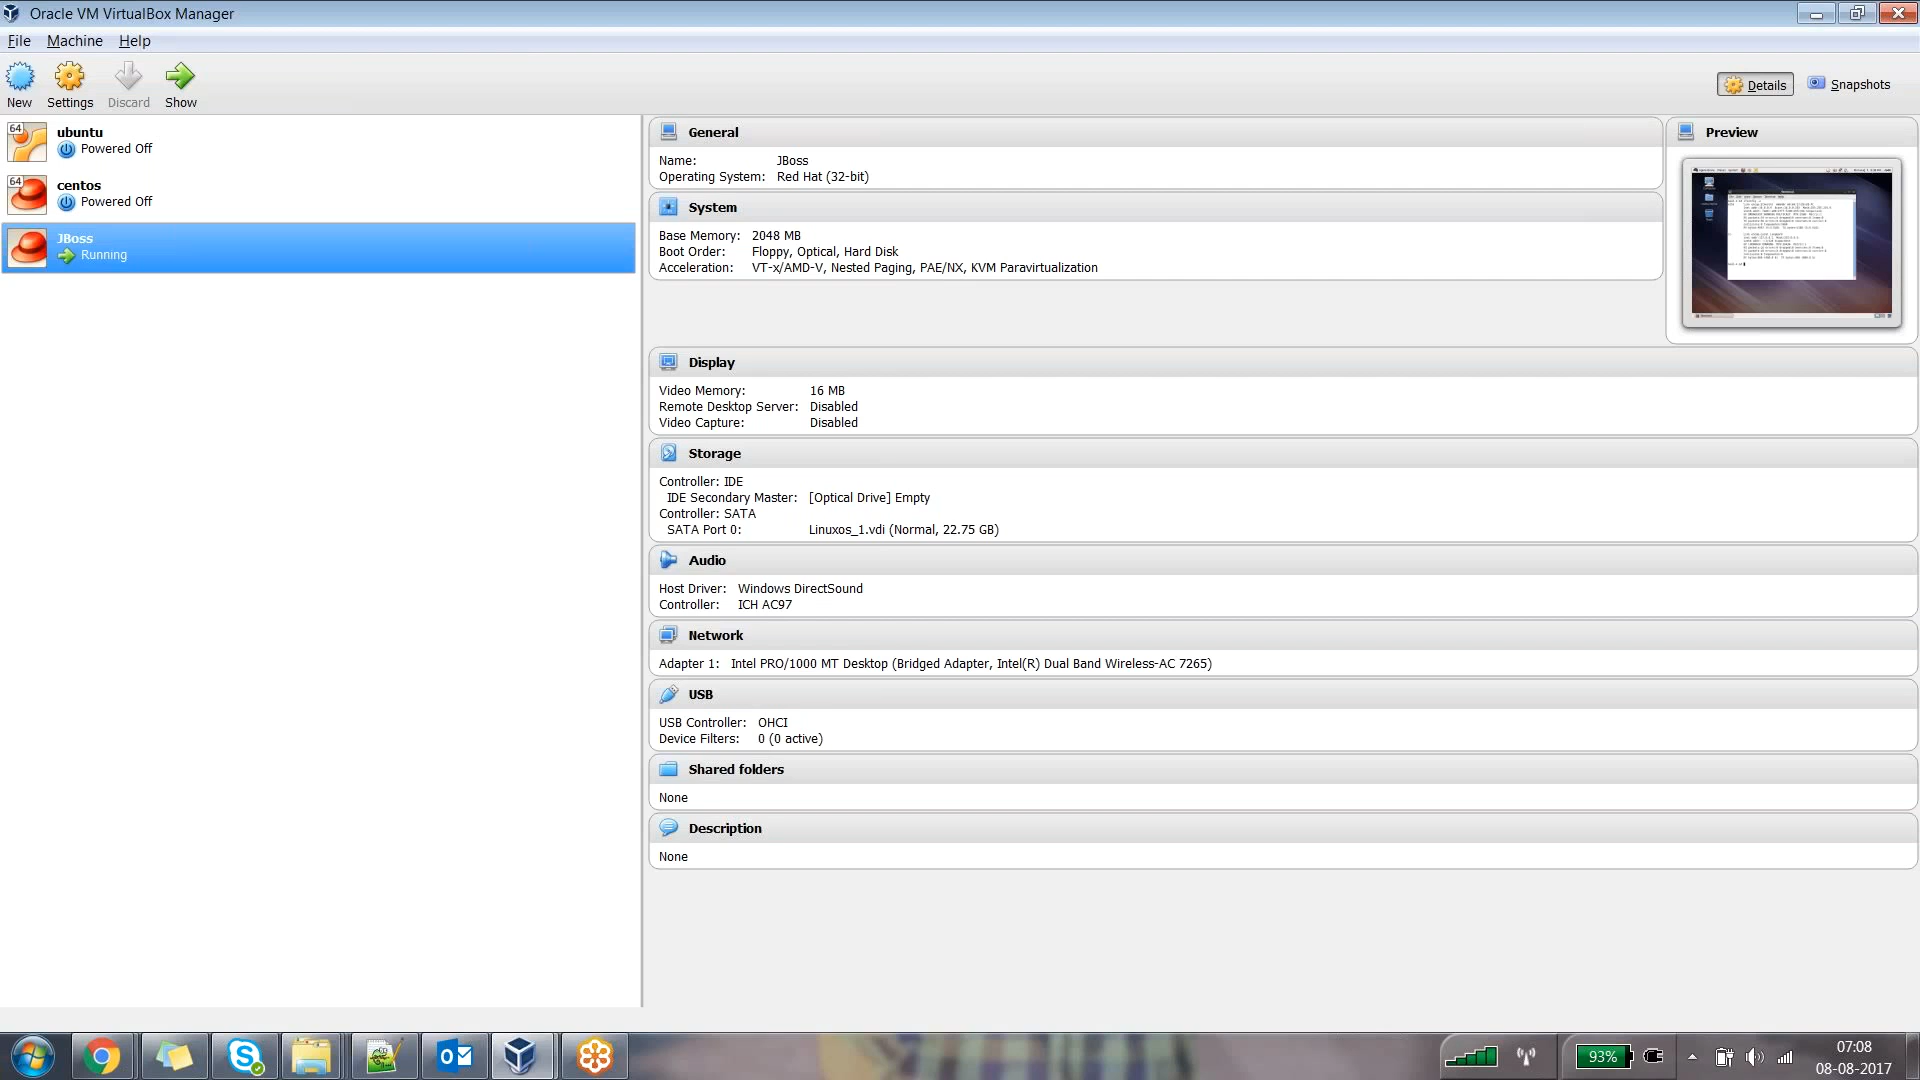 Oracle VM VirtualBox Manager
File Machine Help
New Settings Discard Show
Details Snapshots
64 ubuntu
Powered Off
64 centos
Powered Off
JBoss
Running
General
Name: JBoss
Operating System: Red Hat (32-bit)
System
Base Memory: 2048 MB
Boot Order: Floppy, Optical, Hard Disk
Acceleration: VT-x/AMD-V, Nested Paging, PAE/NX, KVM Paravirtualization
Preview
Display
Video Memory: 16 MB
Remote Desktop Server: Disabled
Video Capture: Disabled
Storage
Controller: IDE
IDE Secondary Master: [Optical Drive] Empty
Controller: SATA
SATA Port 0: Linuxos_1.vdi (Normal, 22.75 GB)
Audio
Host Driver: Windows DirectSound
Controller: ICH AC97
Network
Adapter 1: Intel PRO/1000 MT Desktop (Bridged Adapter, Intel(R) Dual Band Wireless-AC 7265)
USB
USB Controller: OHCI
Device Filters: 0 (0 active)
Shared folders
None
Description
None
93%
07:08
08-08-2017